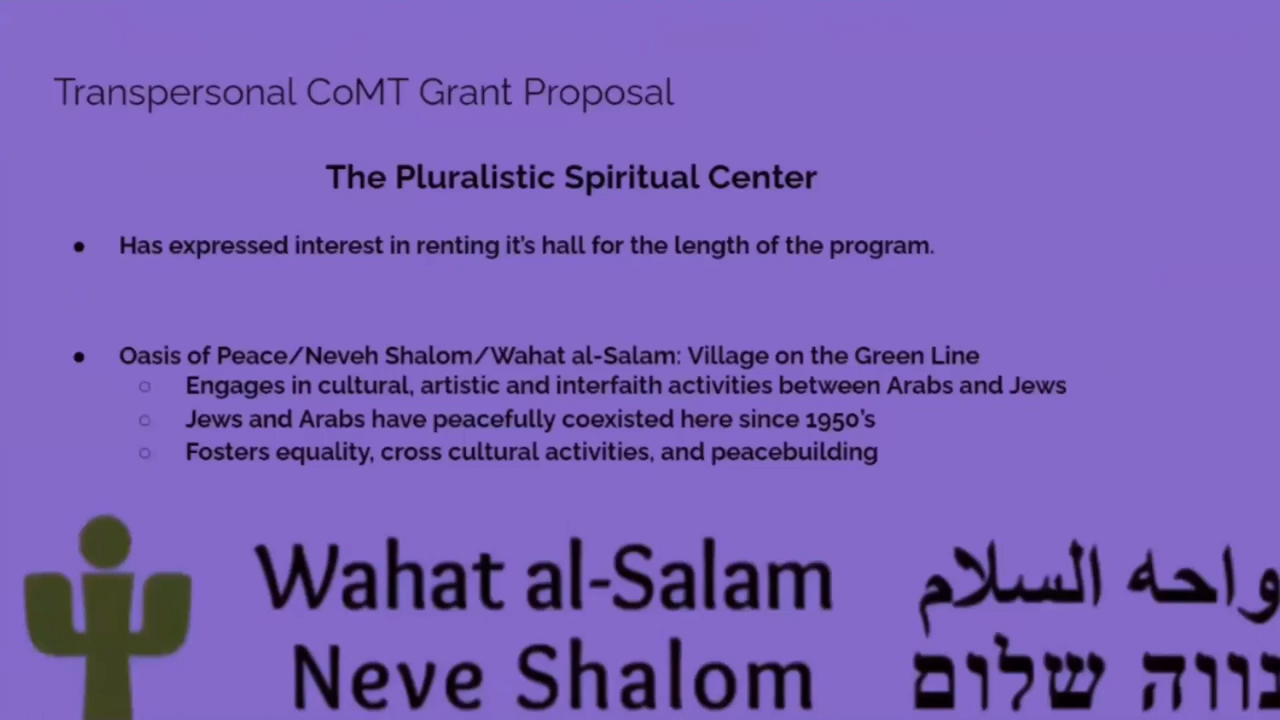 Transpersonal CoMT Grant Proposal
The Pluralistic Spiritual Center
● Has expressed interest in renting it's hall for the length of the program.
● Oasis of Peace/Neveh Shalom/Wahat al-Salam: Village on the Green Line
○ Engages in cultural, artistic and interfaith activities between Arabs and Jews
○ Jews and Arabs have peacefully coexisted here since 1950's
○ Fosters equality, cross cultural activities, and peacebuilding
Wahat al-Salam واحه السلام
Neve Shalom נווה שלום